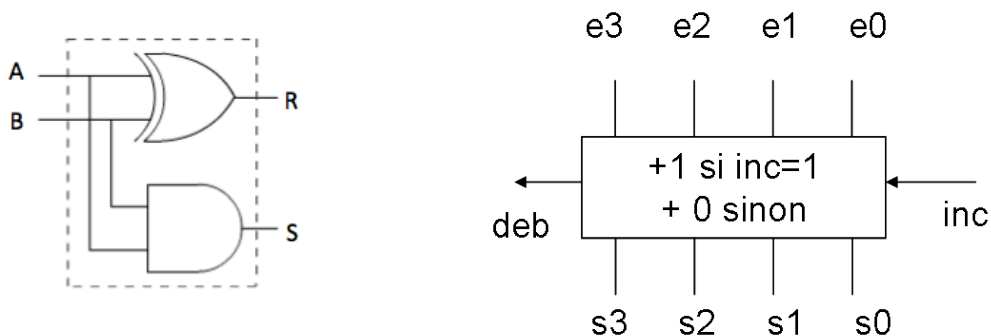 A
B
R
S
e3 e2 e1 e0
+1 si inc=1
+ 0 sinon
deb
inc
s3 s2 s1 s0